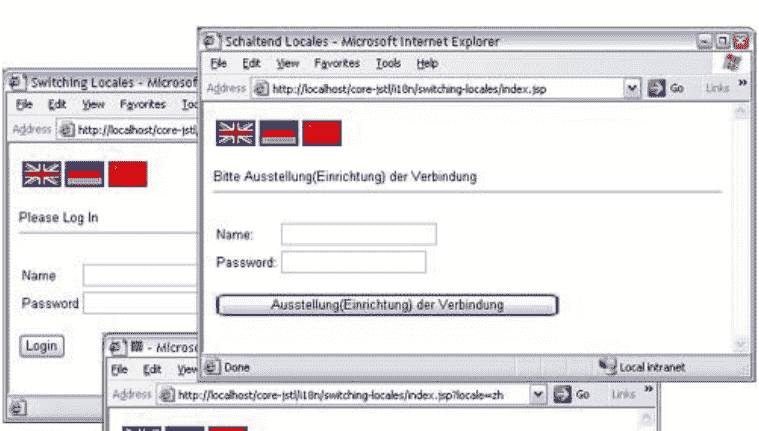 Schaltend Locales - Microsoft Internet Explorer
File Edit View Favorites Tools Help
Address http://localhost/core-jstl/i18n/switching-locales/index.jsp Go Links »
Bitte Ausstellung(Einrichtung) der Verbindung
Name:
Password:
Ausstellung(Einrichtung) der Verbindung
Done Local intranet
Switching Locales - Microsof
File Edit View Favorites
Address http://localhost/core-jstl/
Please Log In
Name
Password
Login
File Edit
Address http://localhost/core-jstl/i18n/switching-locales/index.jsp?locale=zh Go Links »